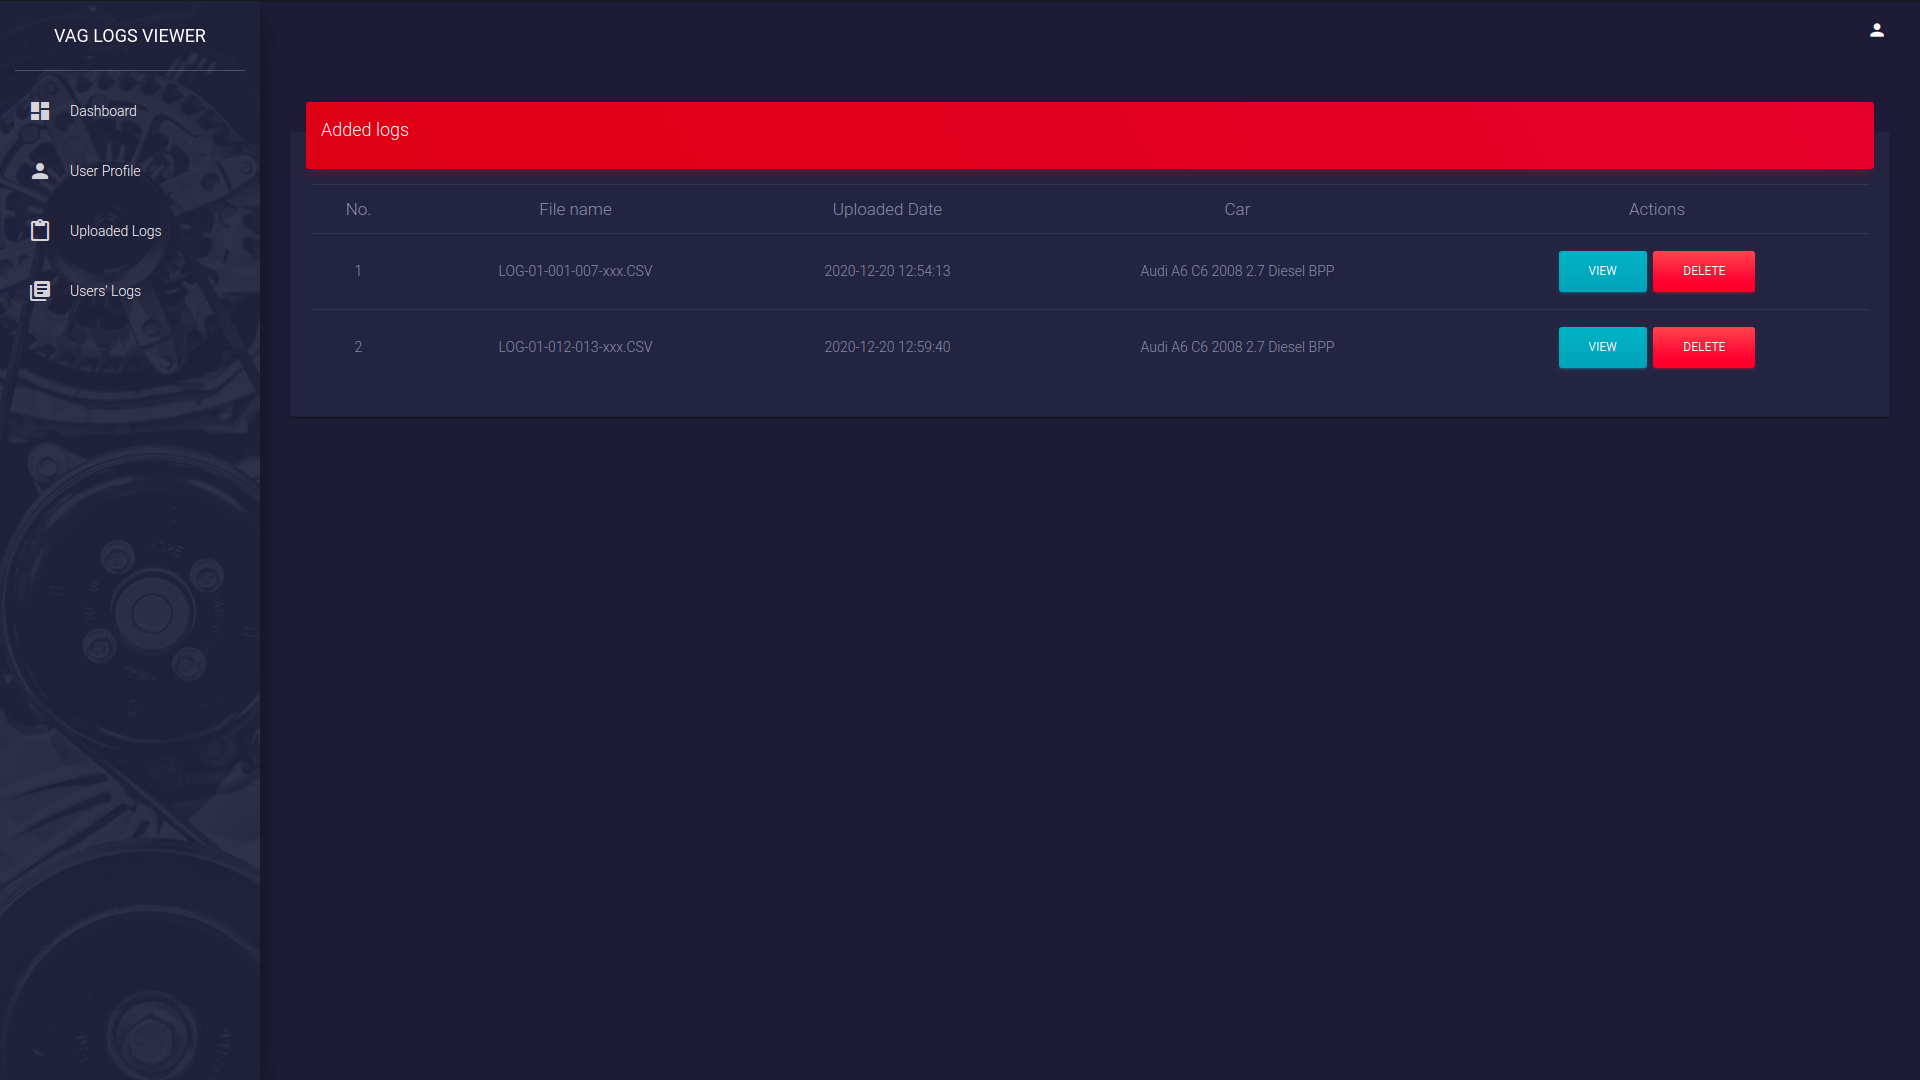 VAG LOGS VIEWER
Dashboard
User Profile
Uploaded Logs
Users' Logs
Added logs
No. File name Uploaded Date Car Actions
1 LOG-01-001-007-xxx.CSV 2020-12-20 12:54:13 Audi A6 C6 2008 2.7 Diesel BPP VIEW DELETE
2 LOG-01-012-013-xxx.CSV 2020-12-20 12:59:40 Audi A6 C6 2008 2.7 Diesel BPP VIEW DELETE